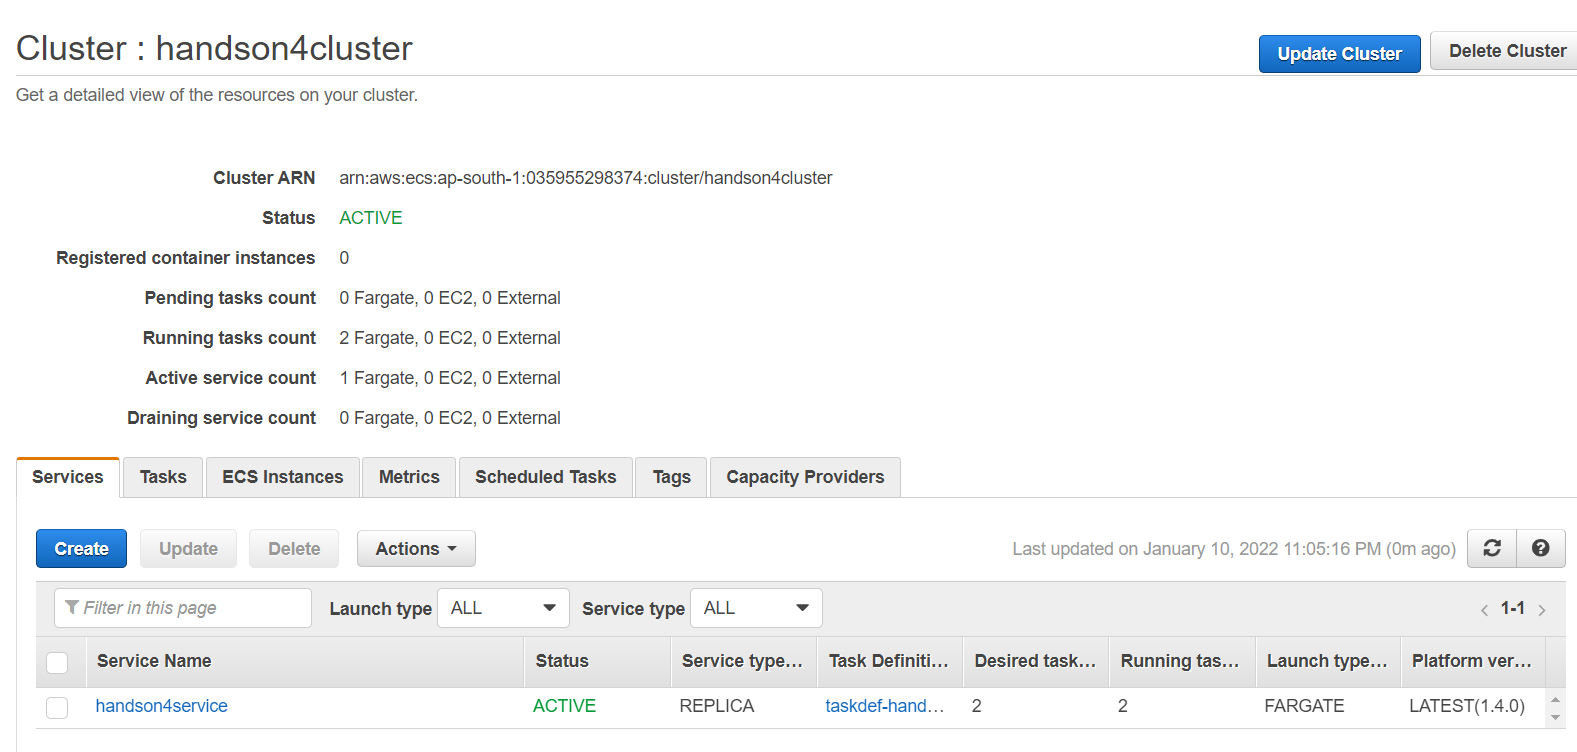 Cluster : handson4cluster
Update Cluster
Delete Cluster
Get a detailed view of the resources on your cluster.
Cluster ARN arn:aws:ecs:ap-south-1:035955298374:cluster/handson4cluster
Status ACTIVE
Registered container instances 0
Pending tasks count 0 Fargate, 0 EC2, 0 External
Running tasks count 2 Fargate, 0 EC2, 0 External
Active service count 1 Fargate, 0 EC2, 0 External
Draining service count 0 Fargate, 0 EC2, 0 External
Services Tasks ECS Instances Metrics Scheduled Tasks Tags Capacity Providers
Create Update Delete Actions Last updated on January 10, 2022 11:05:16 PM (0m ago)
Filter in this page Launch type ALL Service type ALL < 1-1 >
Service Name Status Service type... Task Definiti... Desired task... Running tas... Launch type... Platform ver...
handson4service ACTIVE REPLICA taskdef-hand... 2 2 FARGATE LATEST(1.4.0)